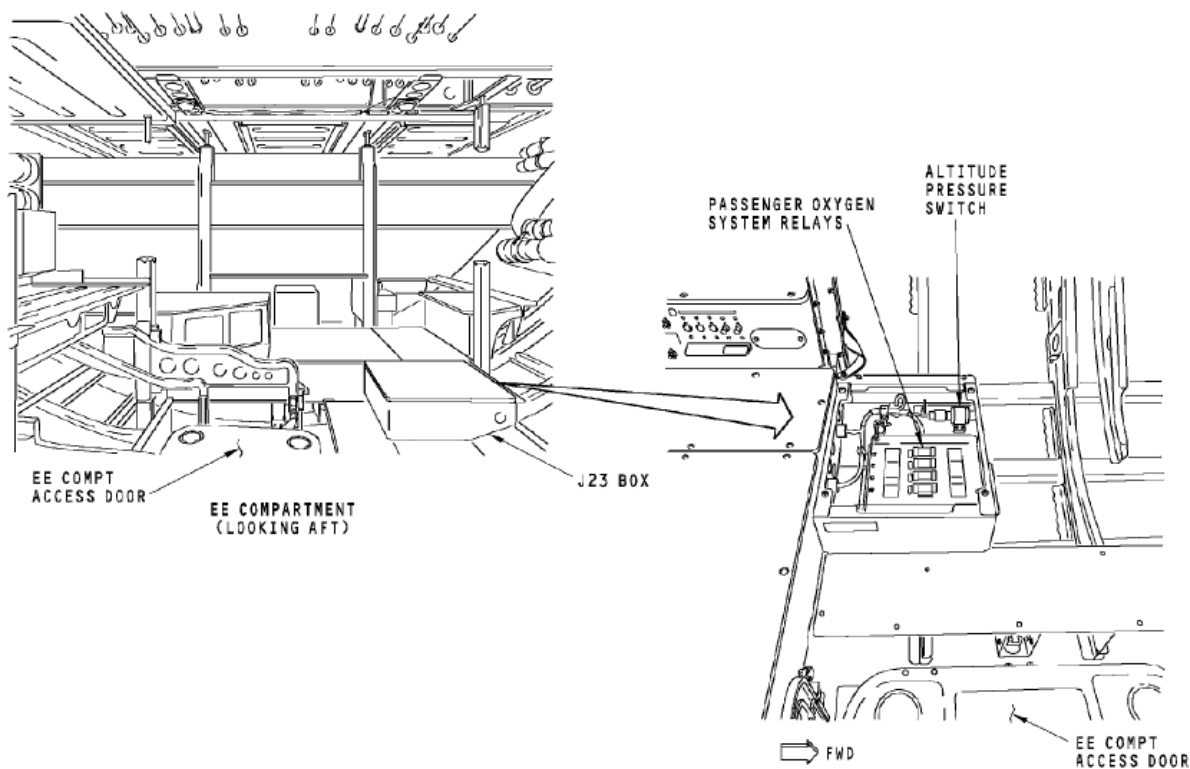 ALTITUDE
PRESSURE
SWITCH
PASSENGER OXYGEN
SYSTEM RELAYS
EE COMPT
ACCESS DOOR
EE COMPARTMENT
(LOOKING AFT)
J23 BOX
FWD
EE COMPT
ACCESS DOOR